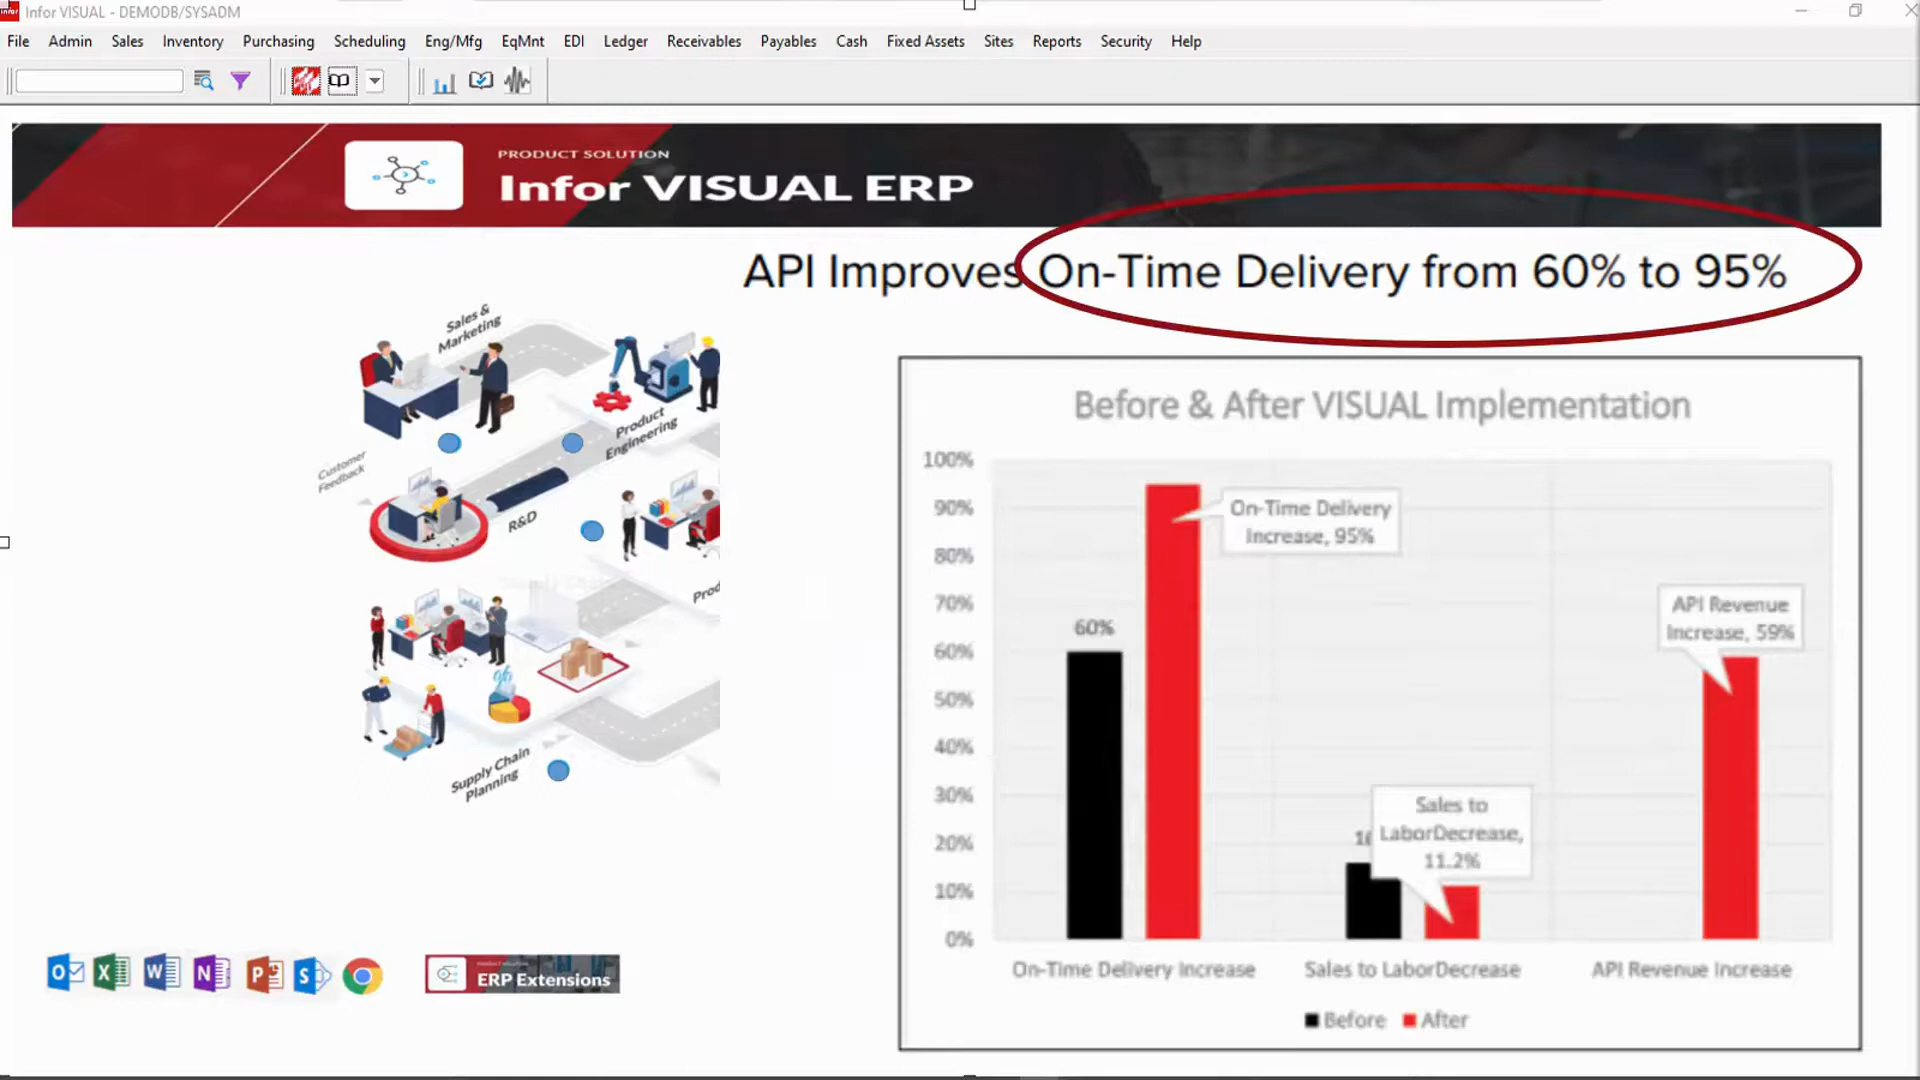 infor
Infor VISUAL - DEMODB/SYSADM
File Admin Sales Inventory Purchasing Scheduling Eng/Mfg EqMnt EDI Ledger Receivables Payables Cash Fixed Assets Sites Reports Security Help
PRODUCT SOLUTION
Infor VISUAL ERP
API Improves On-Time Delivery from 60% to 95%
Sales &
Marketing
Product
Engineering
Customer
Feedback
R&D
Prod
Supply Chain
Planning
Before & After VISUAL Implementation
100%
90%
80%
70%
60%
50%
40%
30%
20%
10%
0%
60%
On-Time Delivery
Increase, 95%
Sales to
LaborDecrease,
11.2%
API Revenue
Increase, 59%
On-Time Delivery Increase
Sales to LaborDecrease
API Revenue Increase
Before After
PRODUCT SOLUTION
ERP Extensions